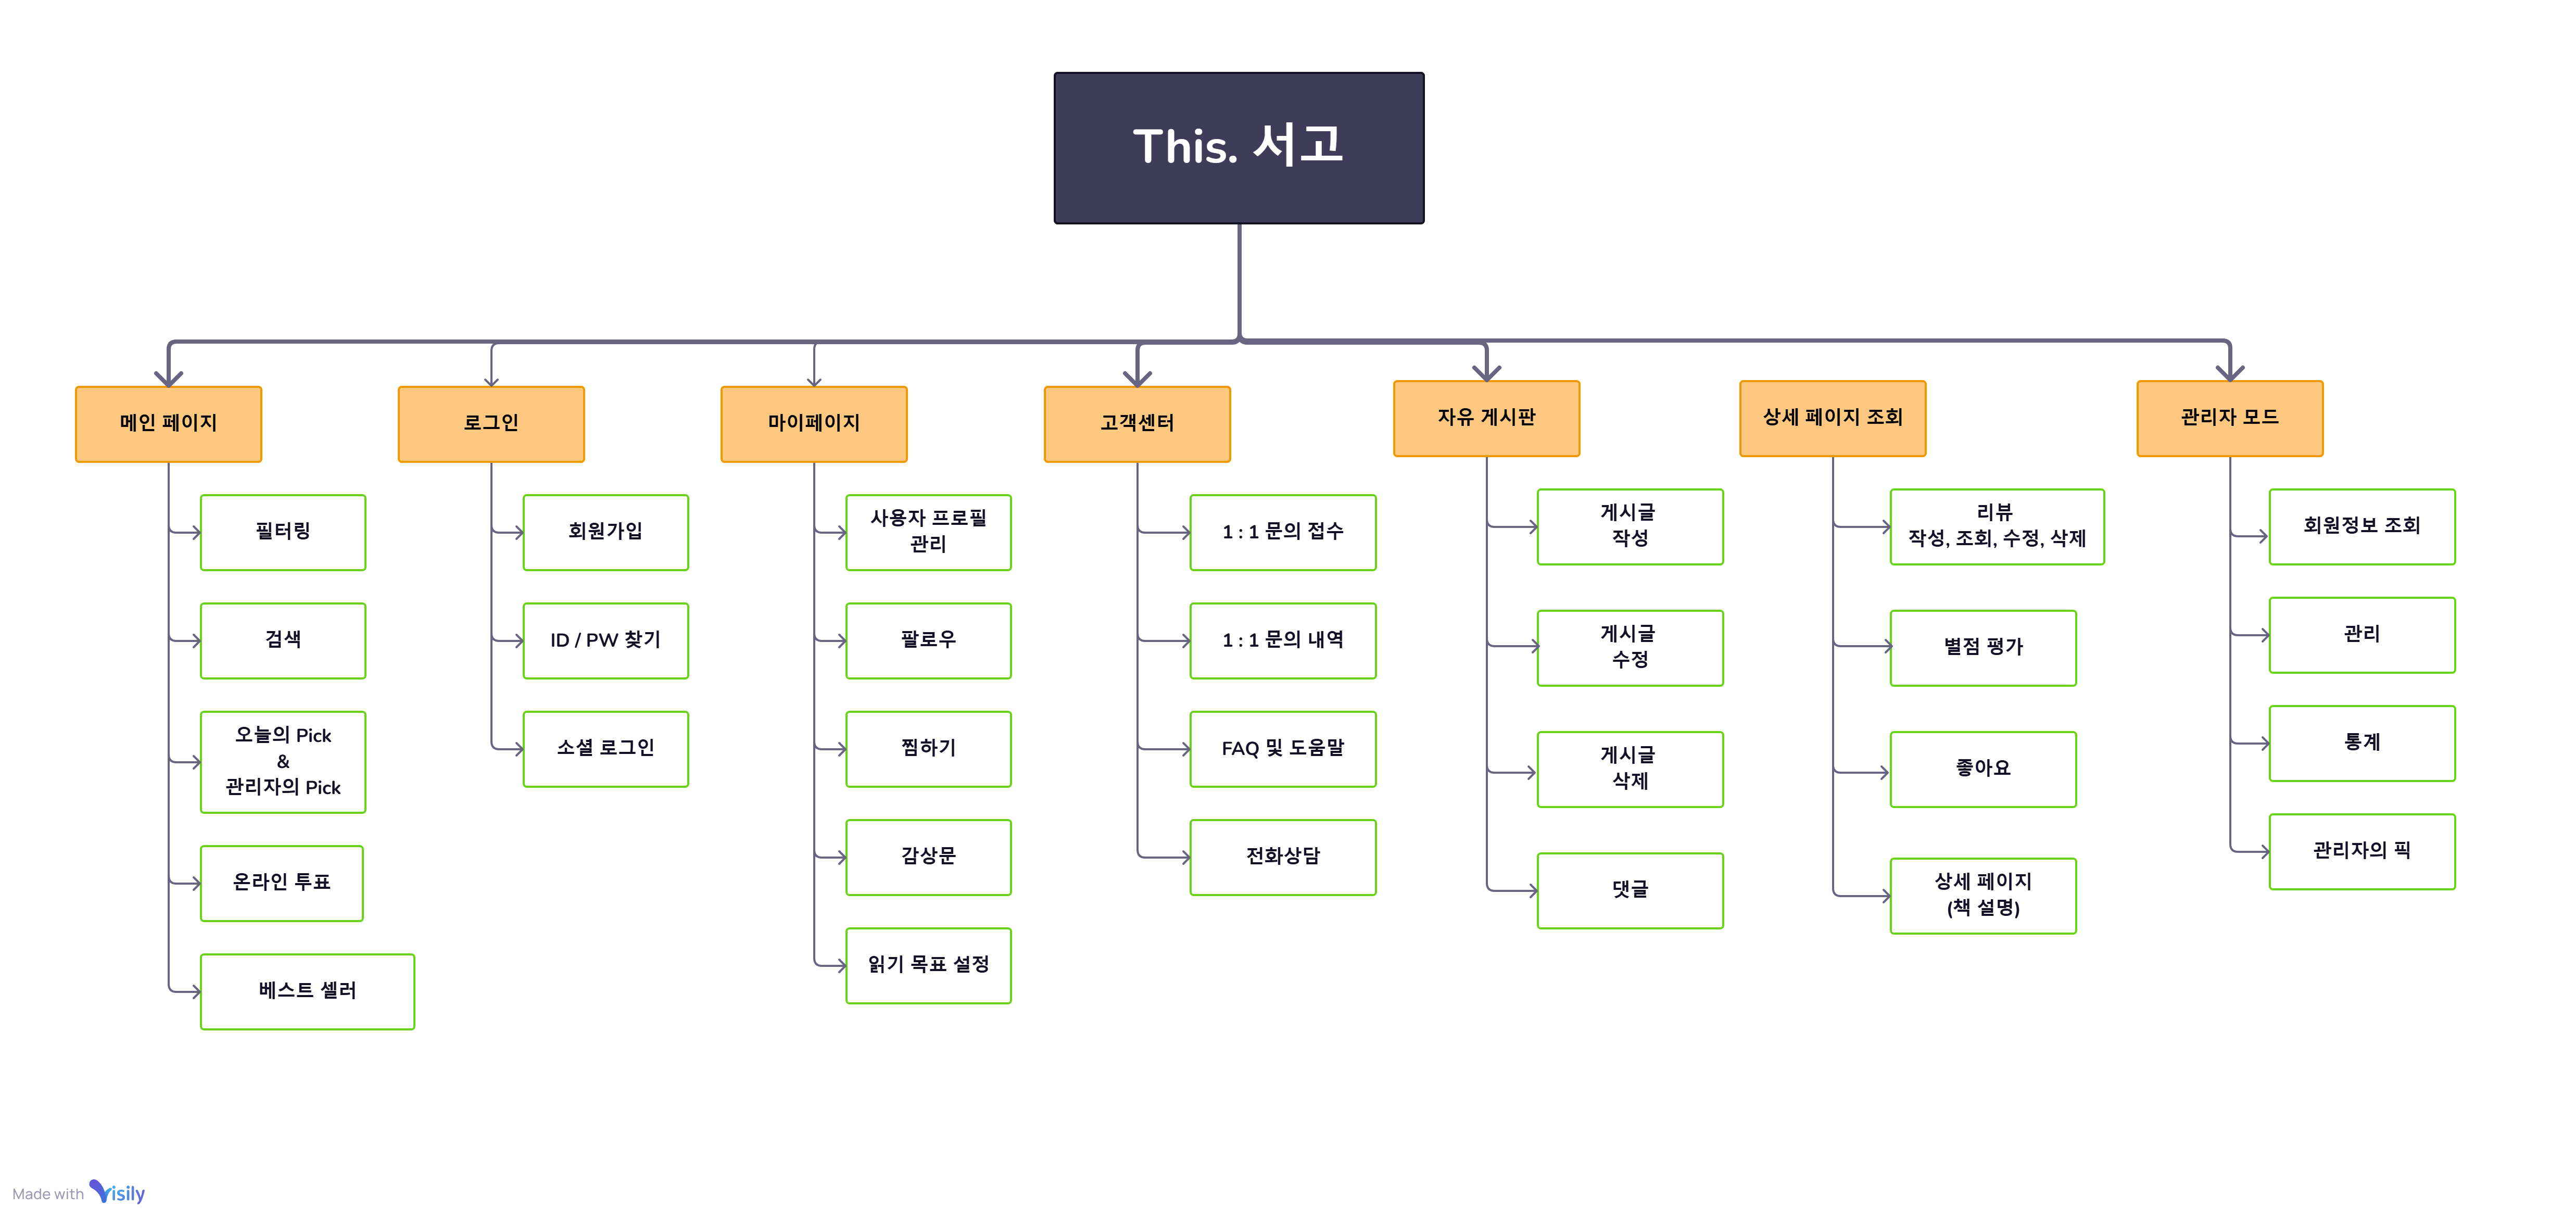 This. 서고
메인 페이지
필터링
검색
오늘의 Pick
&
관리자의 Pick
온라인 투표
베스트 셀러
로그인
회원가입
ID / PW 찾기
소셜 로그인
마이페이지
사용자 프로필
관리
팔로우
찜하기
감상문
읽기 목표 설정
고객센터
1 : 1 문의 접수
1 : 1 문의 내역
FAQ 및 도움말
전화상담
자유 게시판
게시글
작성
게시글
수정
게시글
삭제
댓글
상세 페이지 조회
리뷰
작성, 조회, 수정, 삭제
별점 평가
좋아요
상세 페이지
(책 설명)
관리자 모드
회원정보 조회
관리
통계
관리자의 픽
Made with Visily